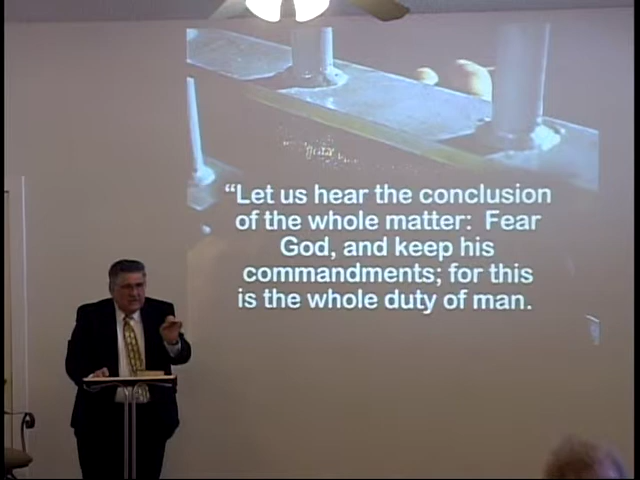 “Let us hear the conclusion
of the whole matter:  Fear
God, and keep his
commandments; for this
is the whole duty of man.